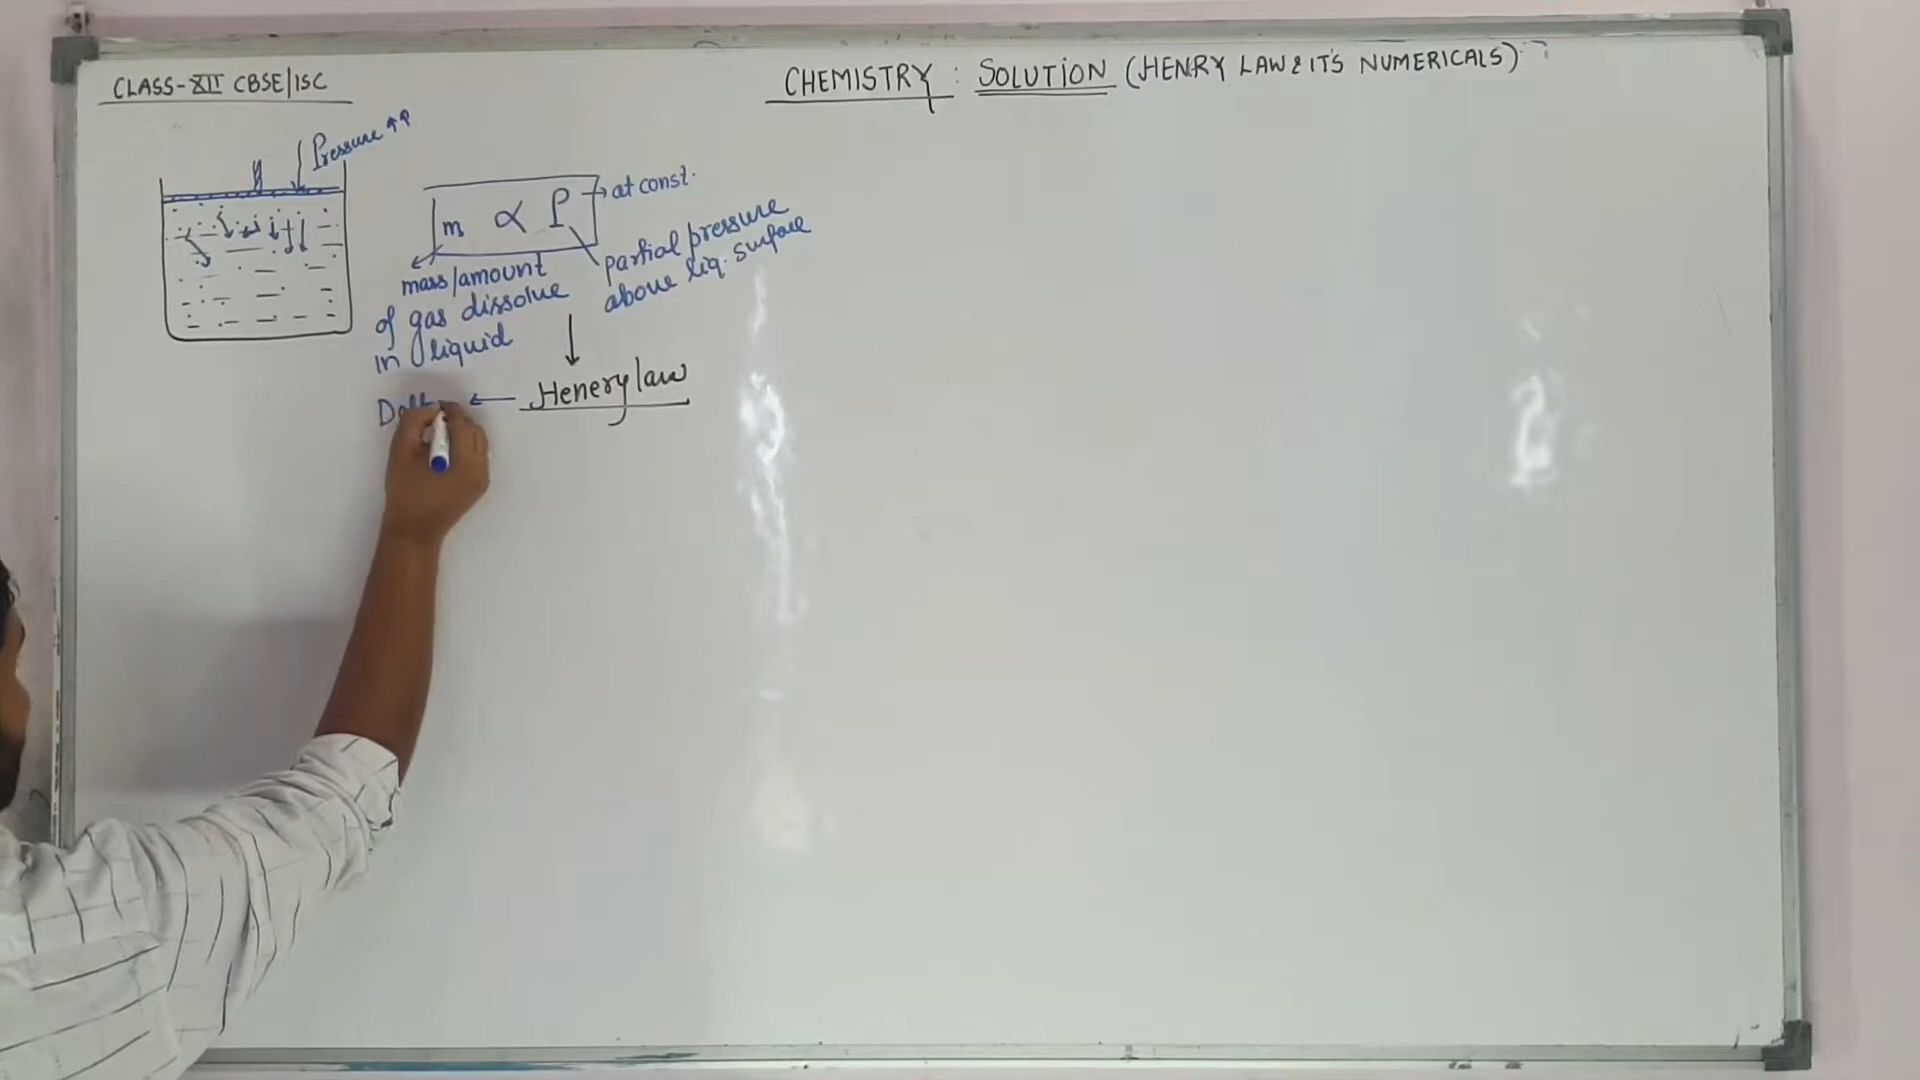 CLASS-XII CBSE/ISC
CHEMISTRY : SOLUTION (HENRY LAW & IT'S NUMERICALS)
Pressure ↑↑
m ∝ P → at const.
mass/amount
of gas dissolve
in liquid
partial pressure
above liq. surface
Henery law